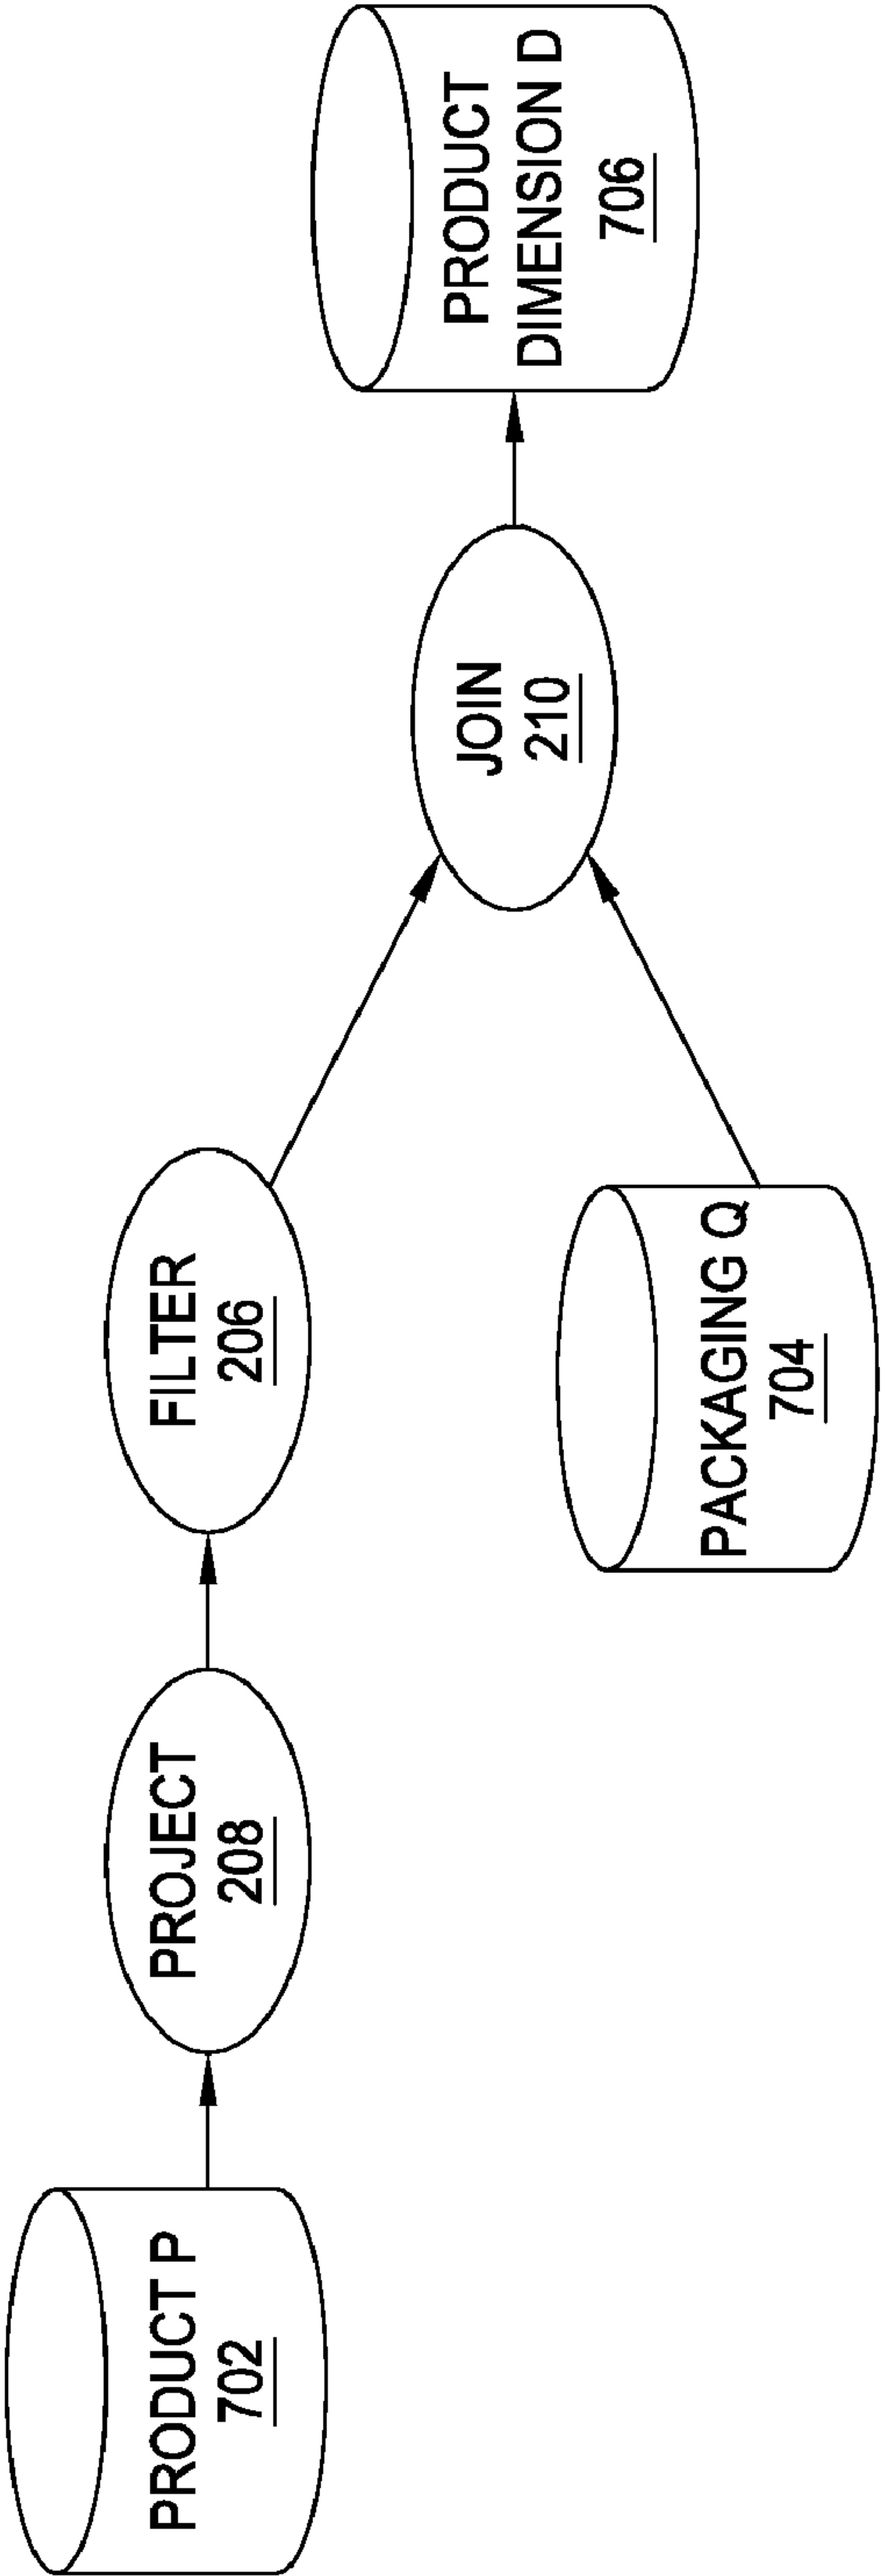 PRODUCT P
702
PROJECT
208
FILTER
206
PACKAGING Q
704
JOIN
210
PRODUCT
DIMENSION D
706